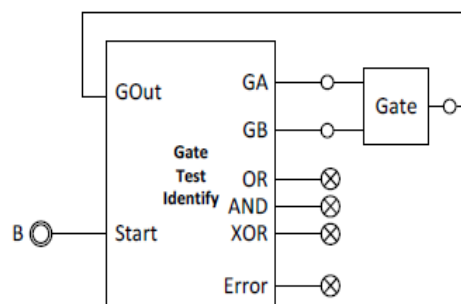 GOut
GA
Gate
GB
Gate
Test
Identify
OR
AND
B
Start
XOR
Error